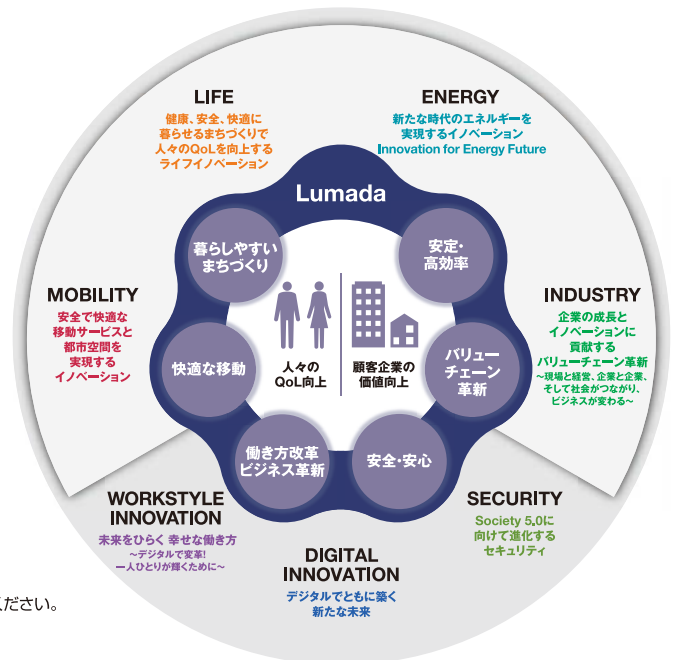 LIFE
健康、安全、快適に
暮らせるまちづくりで
人々のQoLを向上する
ライフイノベーション
ENERGY
新たな時代のエネルギーを
実現するイノベーション
Innovation for Energy Future
Lumada
暮らしやすい
まちづくり
安定・
高効率
MOBILITY
安全で快適な
移動サービスと
都市空間を
実現する
イノベーション
快適な移動
人々の
QoL向上
顧客企業の
価値向上
バリュー
チェーン
革新
INDUSTRY
企業の成長と
イノベーションに
貢献する
バリューチェーン革新
~現場と経営、企業と企業、
そして社会がつながり、
ビジネスが変わる~
働き方改革
ビジネス革新
安全・安心
WORKSTYLE
INNOVATION
未来をひらく 幸せな働き方
~デジタルで変革!
一人ひとりが輝くために~
DIGITAL
INNOVATION
デジタルでともに築く
新たな未来
SECURITY
Society 5.0に
向けて進化する
セキュリティ
ください。